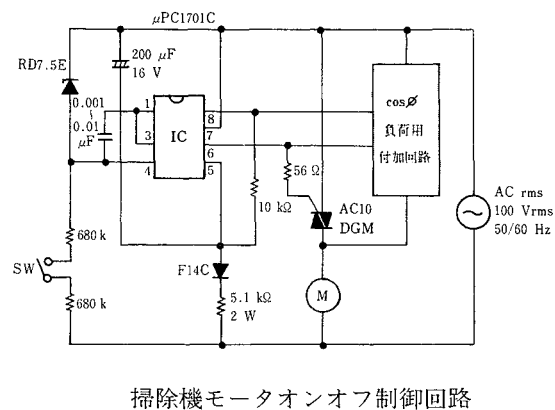 μPC1701C
RD7.5E
200 μF
16 V
0.001
~
0.01
μF
1
3
4
IC
8
7
6
5
cosφ
負荷用
付加回路
56 Ω
10 kΩ
AC10
DGM
AC rms
100 Vrms
50/60 Hz
680 k
SW
680 k
F14C
5.1 kΩ
2 W
M
掃除機モータオンオフ制御回路